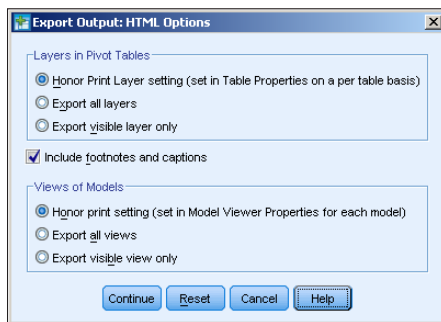 Export Output: HTML Options
Layers in Pivot Tables
Honor Print Layer setting (set in Table Properties on a per table basis)
Export all layers
Export visible layer only
Include footnotes and captions
Views of Models
Honor print setting (set in Model Viewer Properties for each model)
Export all views
Export visible view only
Continue Reset Cancel Help